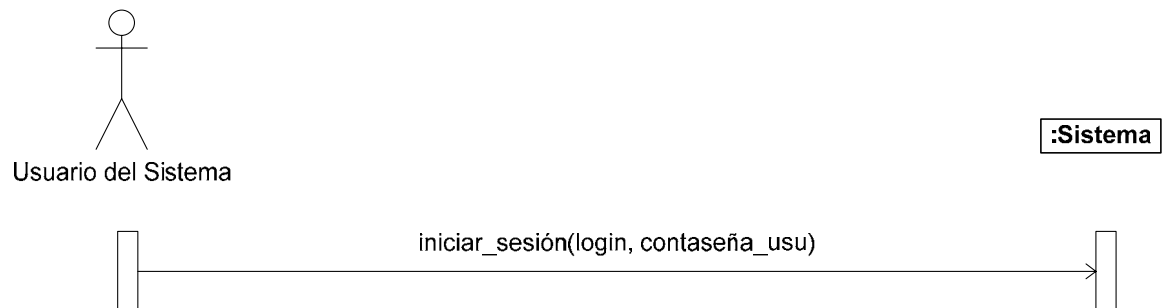 :Sistema
Usuario del Sistema
iniciar_sesión(login, contaseña_usu)